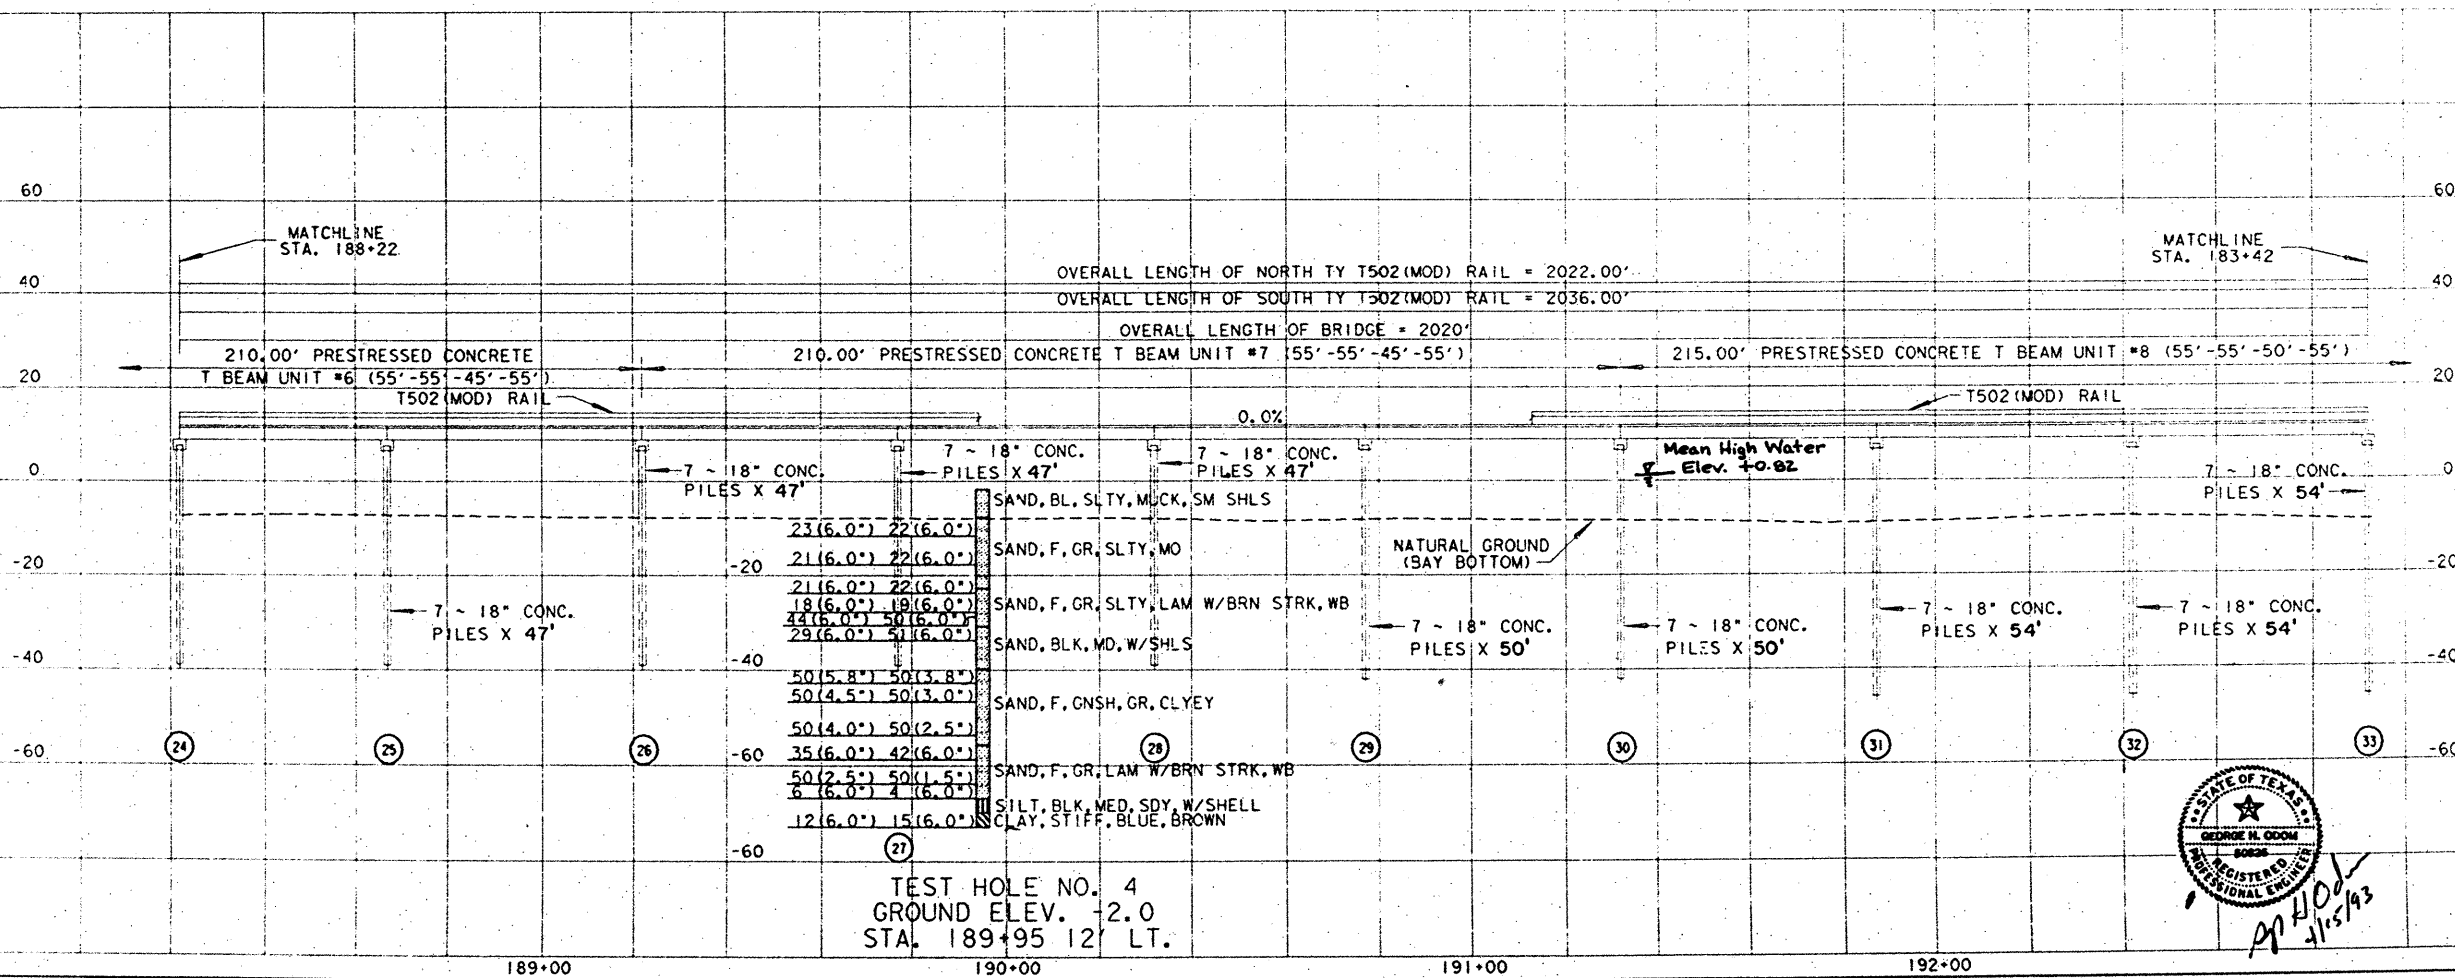 60
60
MATCHLINE
STA. 188+22
MATCHLINE
STA. 183+42
OVERALL LENGTH OF NORTH TY T502(MOD) RAIL = 2022.00'
40
40
OVERALL LENGTH OF SOUTH TY T502(MOD) RAIL = 2036.00'
OVERALL LENGTH OF BRIDGE = 2020'
210.00' PRESTRESSED CONCRETE
T BEAM UNIT #6 (55'-55'-45'-55')
210.00' PRESTRESSED CONCRETE T BEAM UNIT #7 (55'-55'-45'-55')
215.00' PRESTRESSED CONCRETE T BEAM UNIT #8 (55'-55'-50'-55')
20
20
T502(MOD) RAIL
0.0%
T502(MOD) RAIL
7 ~ 18" CONC.
PILES X 47'
7 ~ 18" CONC.
PILES X 47'
7 ~ 18" CONC.
PILES X 47'
Mean High Water
Elev. +0.82
7 ~ 18" CONC.
PILES X 54'
0
0
SAND, BL, SLTY, MUCK, SM SHLS
23(6.0") 22(6.0")
SAND, F, GR, SLTY, MO
21(6.0") 22(6.0")
NATURAL GROUND
(BAY BOTTOM)
-20
-20
-20
21(6.0") 22(6.0")
18(6.0") 19(6.0")
SAND, F, GR, SLTY, LAM W/BRN STRK, WB
44(6.0") 50(6.0")
29(6.0") 51(6.0")
SAND, BLK, MD, W/SHLS
7 ~ 18" CONC.
PILES X 47'
7 ~ 18" CONC.
PILES X 50'
7 ~ 18" CONC.
PILES X 50'
7 ~ 18" CONC.
PILES X 54'
7 ~ 18" CONC.
PILES X 54'
-40
-40
-40
50(5.8") 50(3.8")
50(4.5") 50(3.0")
SAND, F, GNSH, GR, CLYEY
50(4.0") 50(2.5")
-60
24
25
26
-60
35(6.0") 42(6.0")
28
29
30
31
32
33
-60
SAND, F, GR, LAM W/BRN STRK, WB
50(2.5") 50(1.5")
6 (6.0") 4 (6.0")
SILT, BLK, MED, SDY, W/SHELL
12(6.0") 15(6.0")
CLAY, STIFF, BLUE, BROWN
27
-60
TEST HOLE NO. 4
GROUND ELEV. -2.0
STA. 189+95 12' LT.
STATE OF TEXAS
GEORGE H. ODOM
REGISTERED
PROFESSIONAL ENGINEER
189+00
190+00
191+00
192+00